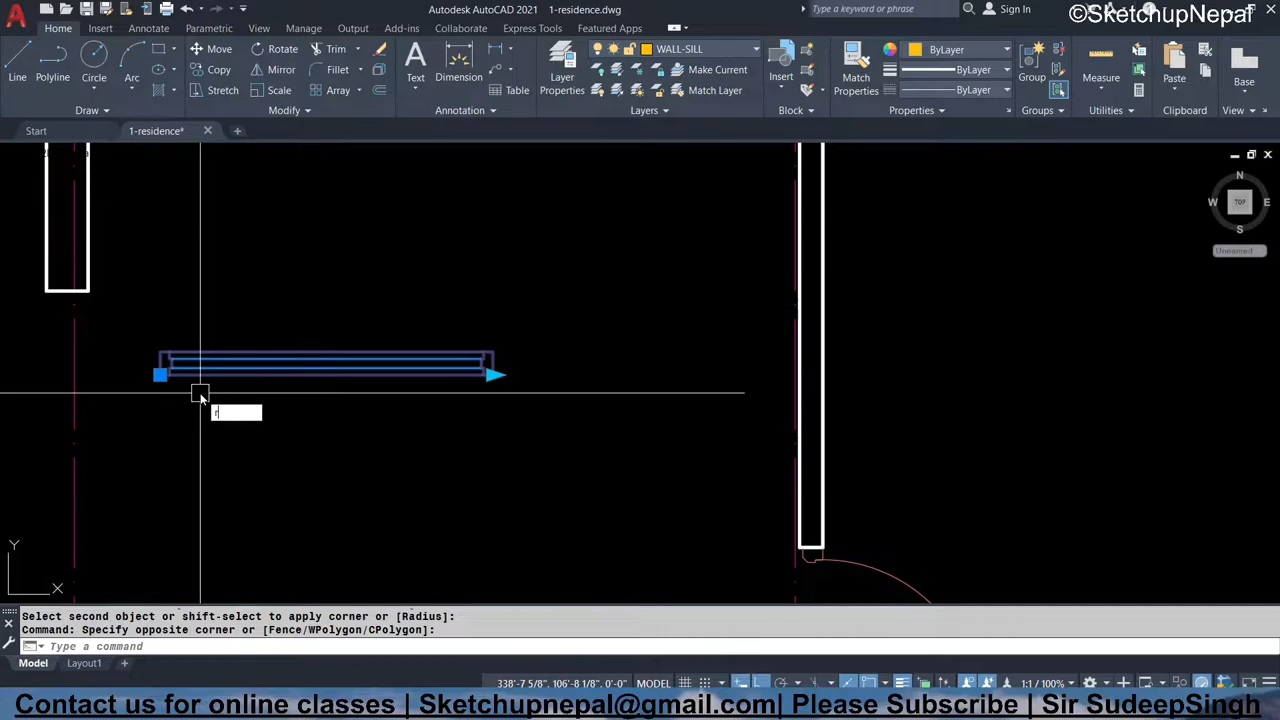 Autodesk AutoCAD 2021 1-residence.dwg
Type a keyword or phrase
Sign In
©SketchupNepal
Home Insert Annotate Parametric View Manage Output Add-ins Collaborate Express Tools Featured Apps
Line
Polyline
Circle
Arc
Move
Copy
Stretch
Rotate
Mirror
Scale
Trim
Fillet
Array
Text
Dimension
Table
Layer
Properties
WALL-SILL
Make Current
Match Layer
Insert
Match
Properties
ByLayer
ByLayer
ByLayer
Group
Measure
Paste
Base
Draw
Modify
Annotation
Layers
Block
Properties
Groups
Utilities
Clipboard
View
Start
1-residence*
N
W
TOP
E
S
Unnamed
r
Y
X
Select second object or shift-select to apply corner or [Radius]:
Command: Specify opposite corner or [Fence/WPolygon/CPolygon]:
Type a command
Model Layout1
338'-7 5/8", 106'-8 1/8", 0'-0" MODEL
1:1 / 100%
Contact us for online classes | Sketchupnepal@gmail.com| Please Subscribe | Sir SudeepSingh